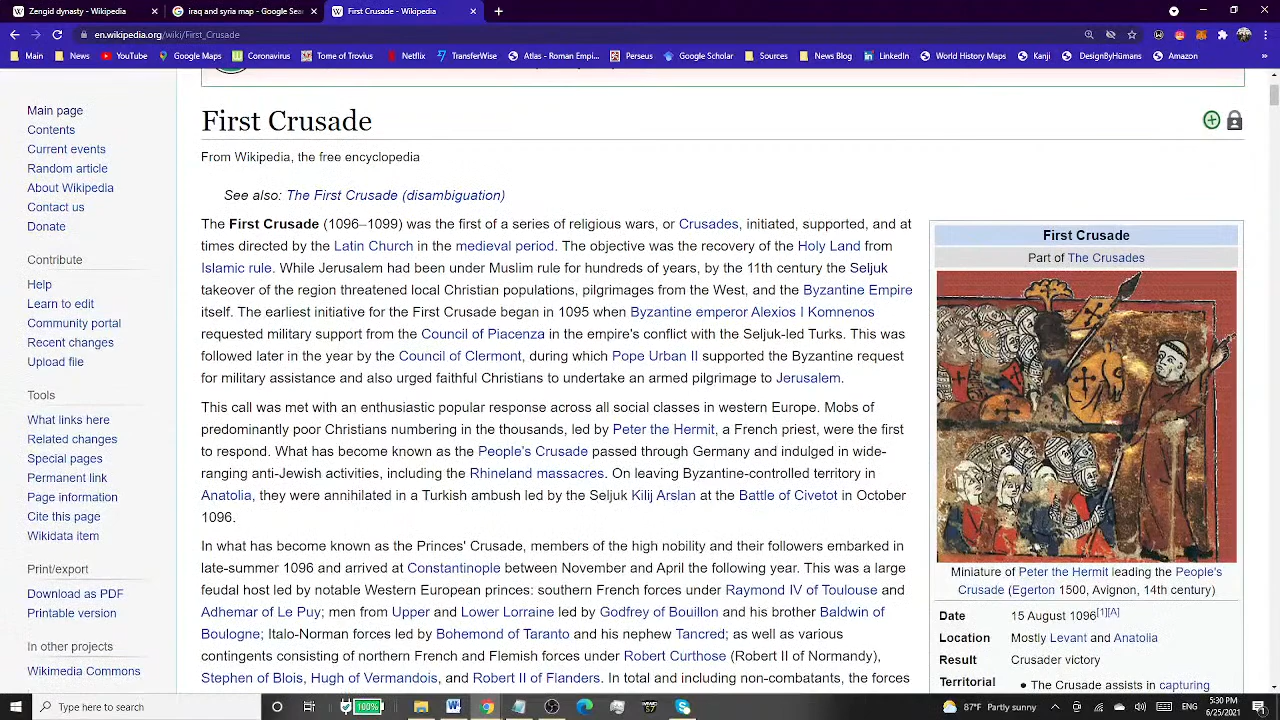 Zengid dynasty - Wikipedia
iraq and syria map - Google Sea
First Crusade - Wikipedia
en.wikipedia.org/wiki/First_Crusade
Main News YouTube Google Maps Coronavirus Tome of Trovius Netflix TransferWise Atlas - Roman Empi... Perseus Google Scholar Sources News Blog LinkedIn World History Maps Kanji DesignByHumans Amazon »
Main page
Contents
Current events
Random article
About Wikipedia
Contact us
Donate
Contribute
Help
Learn to edit
Community portal
Recent changes
Upload file
Tools
What links here
Related changes
Special pages
Permanent link
Page information
Cite this page
Wikidata item
Print/export
Download as PDF
Printable version
In other projects
Wikimedia Commons
First Crusade
From Wikipedia, the free encyclopedia
See also: The First Crusade (disambiguation)
The First Crusade (1096–1099) was the first of a series of religious wars, or Crusades, initiated, supported, and at
times directed by the Latin Church in the medieval period. The objective was the recovery of the Holy Land from
Islamic rule. While Jerusalem had been under Muslim rule for hundreds of years, by the 11th century the Seljuk
takeover of the region threatened local Christian populations, pilgrimages from the West, and the Byzantine Empire
itself. The earliest initiative for the First Crusade began in 1095 when Byzantine emperor Alexios I Komnenos
requested military support from the Council of Piacenza in the empire's conflict with the Seljuk-led Turks. This was
followed later in the year by the Council of Clermont, during which Pope Urban II supported the Byzantine request
for military assistance and also urged faithful Christians to undertake an armed pilgrimage to Jerusalem.
This call was met with an enthusiastic popular response across all social classes in western Europe. Mobs of
predominantly poor Christians numbering in the thousands, led by Peter the Hermit, a French priest, were the first
to respond. What has become known as the People's Crusade passed through Germany and indulged in wide-
ranging anti-Jewish activities, including the Rhineland massacres. On leaving Byzantine-controlled territory in
Anatolia, they were annihilated in a Turkish ambush led by the Seljuk Kilij Arslan at the Battle of Civetot in October
1096.
In what has become known as the Princes' Crusade, members of the high nobility and their followers embarked in
late-summer 1096 and arrived at Constantinople between November and April the following year. This was a large
feudal host led by notable Western European princes: southern French forces under Raymond IV of Toulouse and
Adhemar of Le Puy; men from Upper and Lower Lorraine led by Godfrey of Bouillon and his brother Baldwin of
Boulogne; Italo-Norman forces led by Bohemond of Taranto and his nephew Tancred; as well as various
contingents consisting of northern French and Flemish forces under Robert Curthose (Robert II of Normandy),
Stephen of Blois, Hugh of Vermandois, and Robert II of Flanders. In total and including non-combatants, the forces
First Crusade
Part of The Crusades
Miniature of Peter the Hermit leading the People's
Crusade (Egerton 1500, Avignon, 14th century)
Date 15 August 1096[1][A]
Location Mostly Levant and Anatolia
Result Crusader victory
Territorial • The Crusade assists in capturing
Type here to search
100%
87°F Partly sunny
5:30 PM
6/25/2021